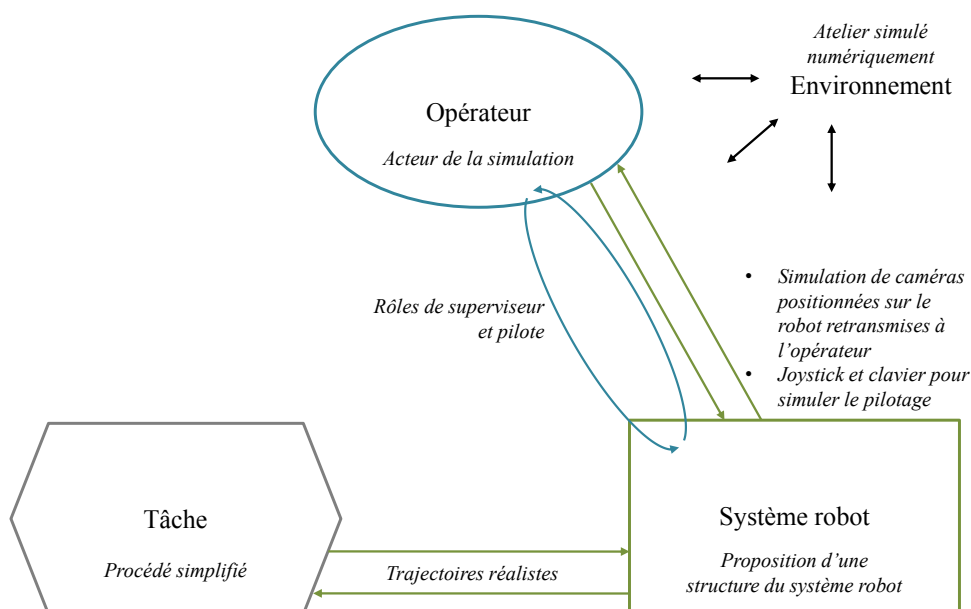 Atelier simulé
numériquement
Environnement
Opérateur
Acteur de la simulation
• Simulation de caméras
positionnées sur le
robot retransmises à
l’opérateur
• Joystick et clavier pour
simuler le pilotage
Rôles de superviseur
et pilote
Tâche
Procédé simplifié
Trajectoires réalistes
Système robot
Proposition d’une
structure du système robot